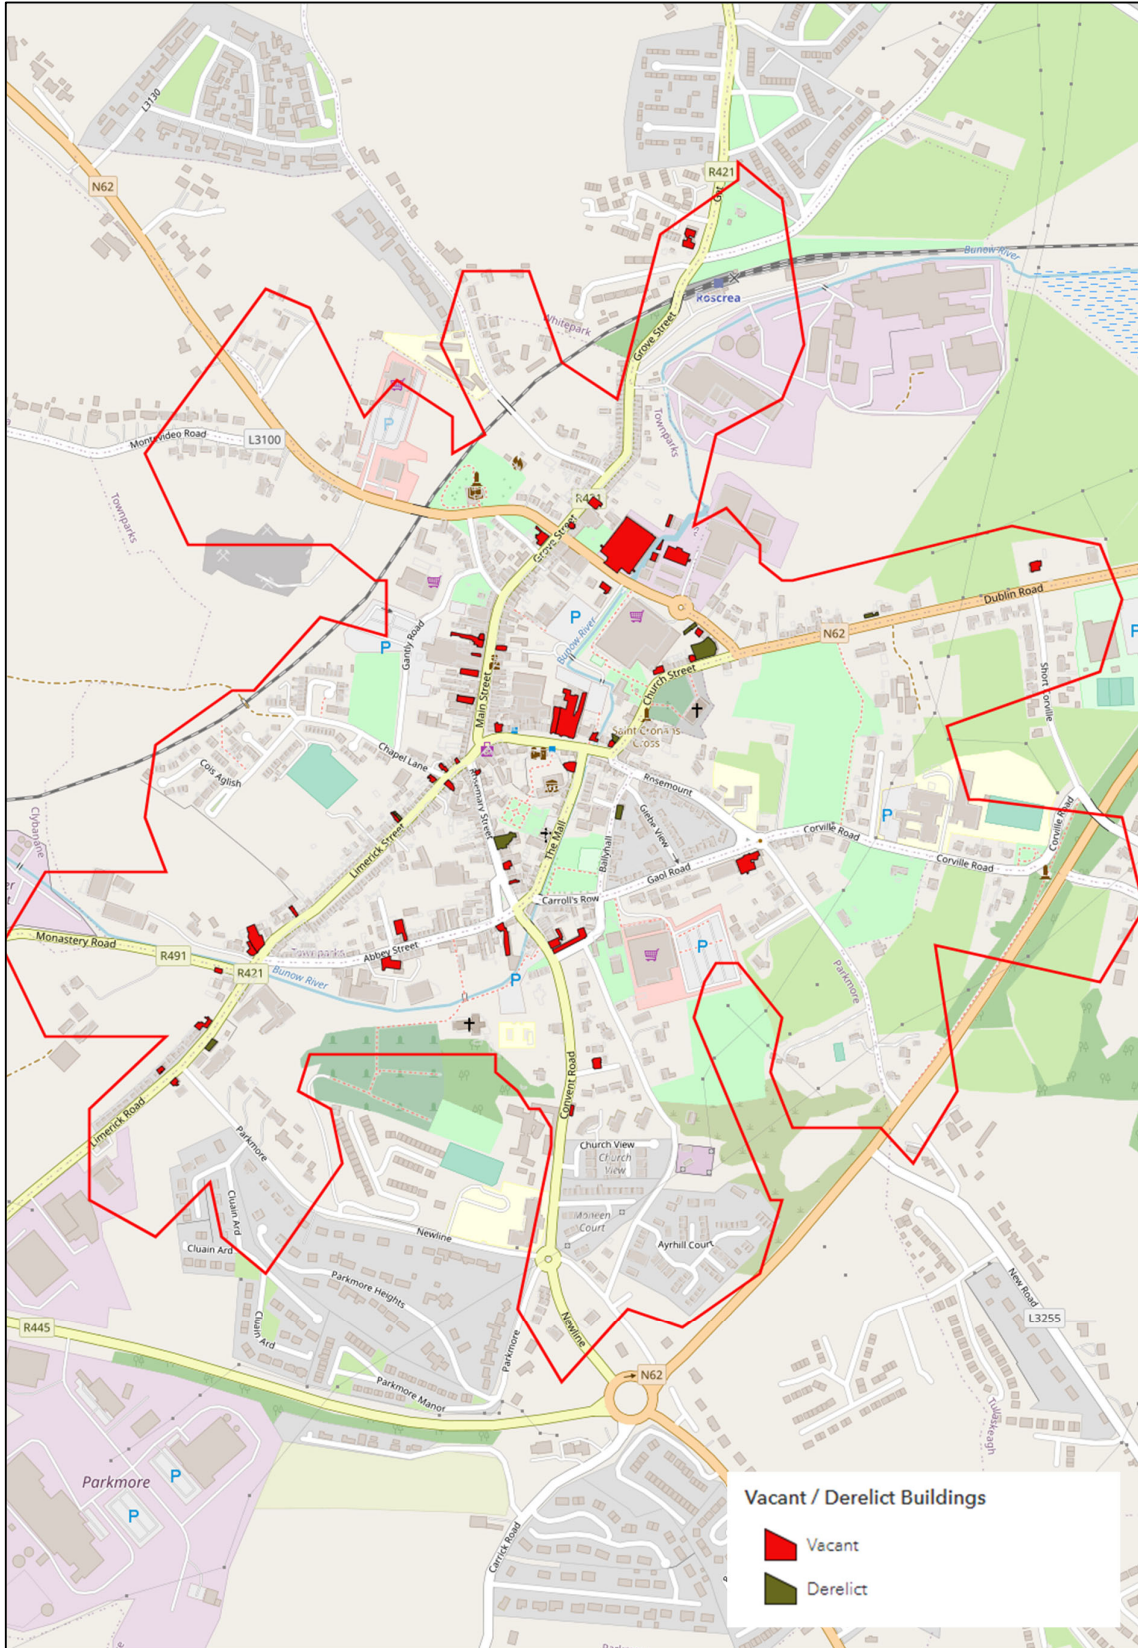 L3130
N62
R421
Bunow River
Roscrea
Whitepark
Grove Street
Montevideo Road
L3100
Townparks
Townparks
R421
Grove Street
Dublin Road
N62
P
P
Bunow River
Gantly Road
P
Short Corville
Church Street
Main Street
Saint Cronan's
Cross
Chapel Lane
Rosemount
Cois Aglish
Rosemary Street
Glebe View
Corville Road
P
Corville Road
Clybanane
Limerick Street
The Mall
Ballyhall
Corville Road
Gaol Road
Carroll's Row
Monastery Road
R491
Abbey Street
P
R421
Bunow River
P
Parkmore
Convent Road
Limerick Road
Parkmore
Church View
Church
View
Cluain Ard
Newline
Court
Ayrhill Court
Cluain Ard
Parkmore Heights
New Road
R445
Cluain Ard
Newline
L3255
Parkmore
Parkmore Manor
N62
Tullaskeagh
Parkmore
P
P
Carrick Road
Vacant / Derelict Buildings
Vacant
Derelict